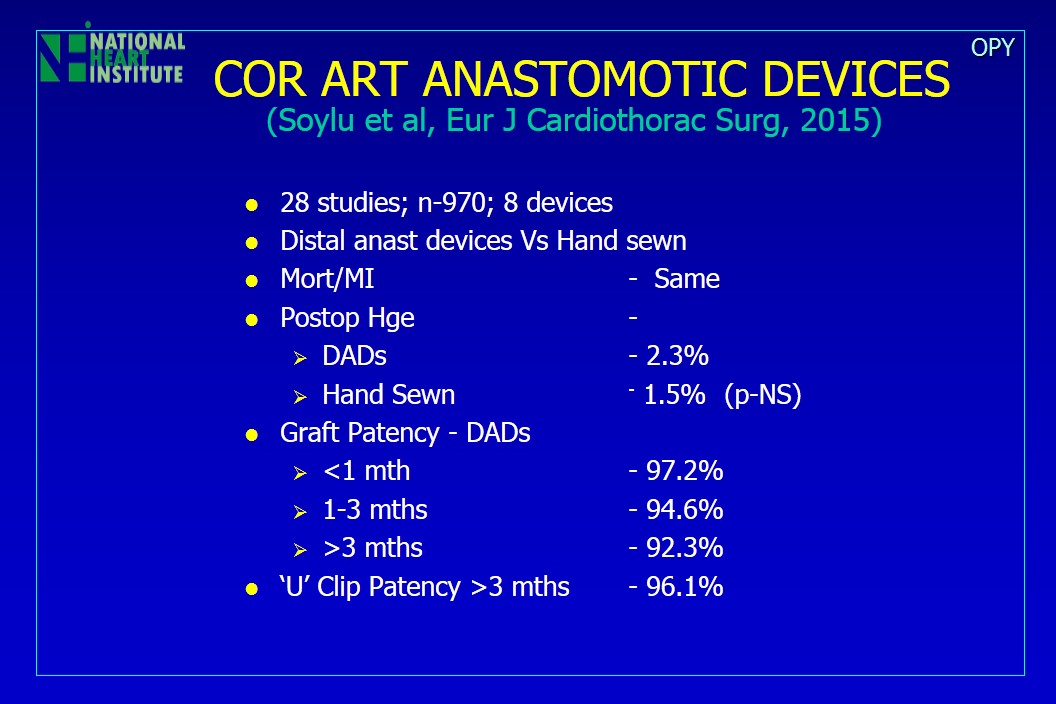 NATIONAL
HEART
INSTITUTE
OPY
COR ART ANASTOMOTIC DEVICES
(Soylu et al, Eur J Cardiothorac Surg, 2015)
28 studies; n-970; 8 devices
Distal anast devices Vs Hand sewn
Mort/MI - Same
Postop Hge -
DADs - 2.3%
Hand Sewn - 1.5% (p-NS)
Graft Patency - DADs
<1 mth - 97.2%
1-3 mths - 94.6%
>3 mths - 92.3%
‘U’ Clip Patency >3 mths - 96.1%